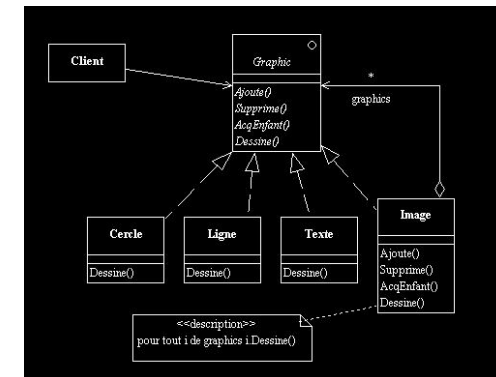 Client
Graphic
Ajoute()
Supprime()
AcqEnfant()
Dessine()
*
graphics
Cercle
Dessine()
Ligne
Dessine()
Texte
Dessine()
Image
Ajoute()
Supprime()
AcqEnfant()
Dessine()
<<description>>
pour tout i de graphics i.Dessine()